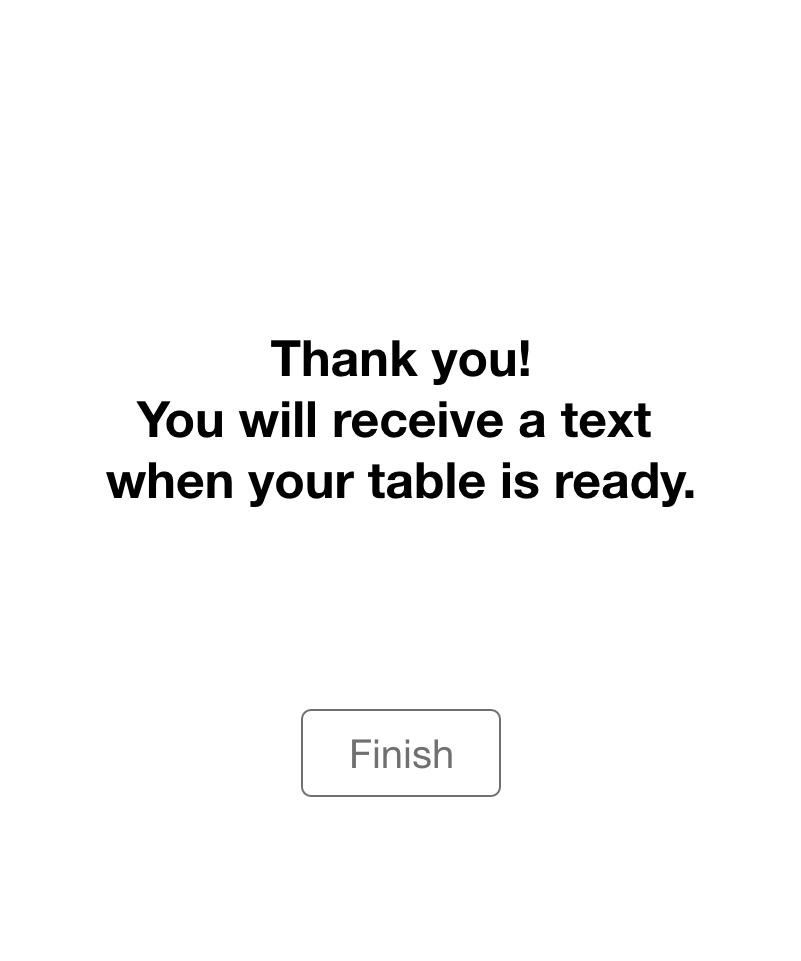 Thank you!
You will receive a text
when your table is ready.
Finish